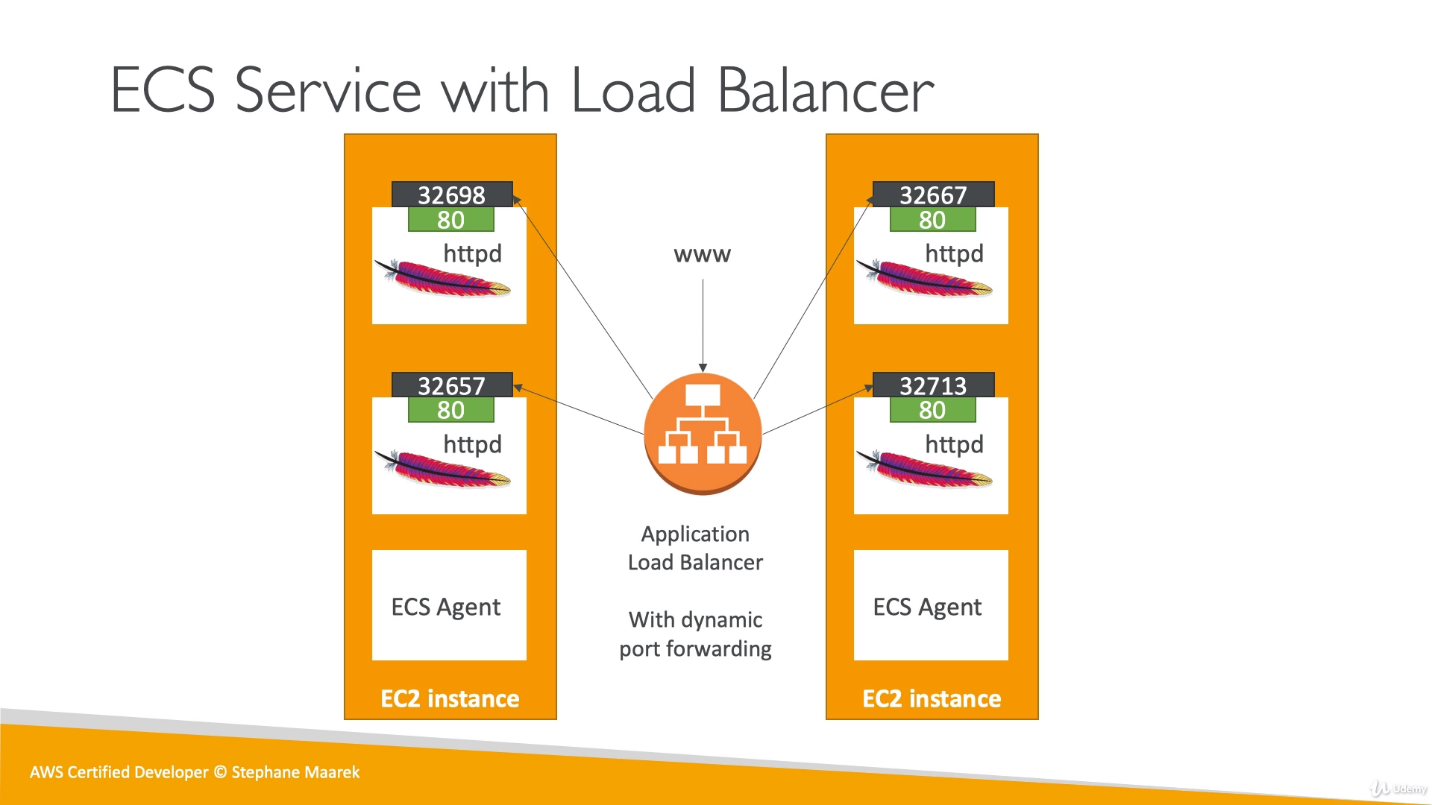 ECS Service with Load Balancer
32698
80
httpd
32657
80
httpd
ECS Agent
EC2 instance
www
Application
Load Balancer
With dynamic
port forwarding
32667
80
httpd
32713
80
httpd
ECS Agent
EC2 instance
AWS Certified Developer © Stephane Maarek
Udemy